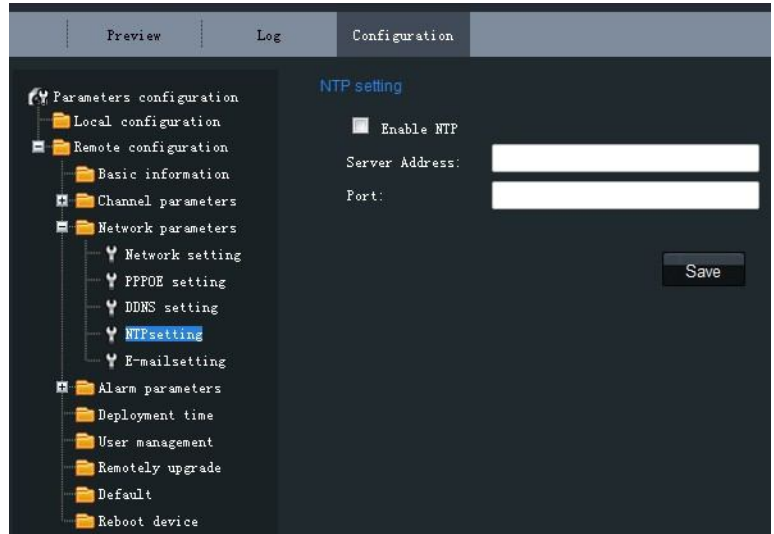 Preview Log Configuration
Parameters configuration
Local configuration
Remote configuration
Basic information
Channel parameters
Network parameters
Network setting
PPPOE setting
DDNS setting
NTPsetting
E-mailsetting
Alarm parameters
Deployment time
User management
Remotely upgrade
Default
Reboot device
NTP setting
Enable NTP
Server Address:
Port:
Save